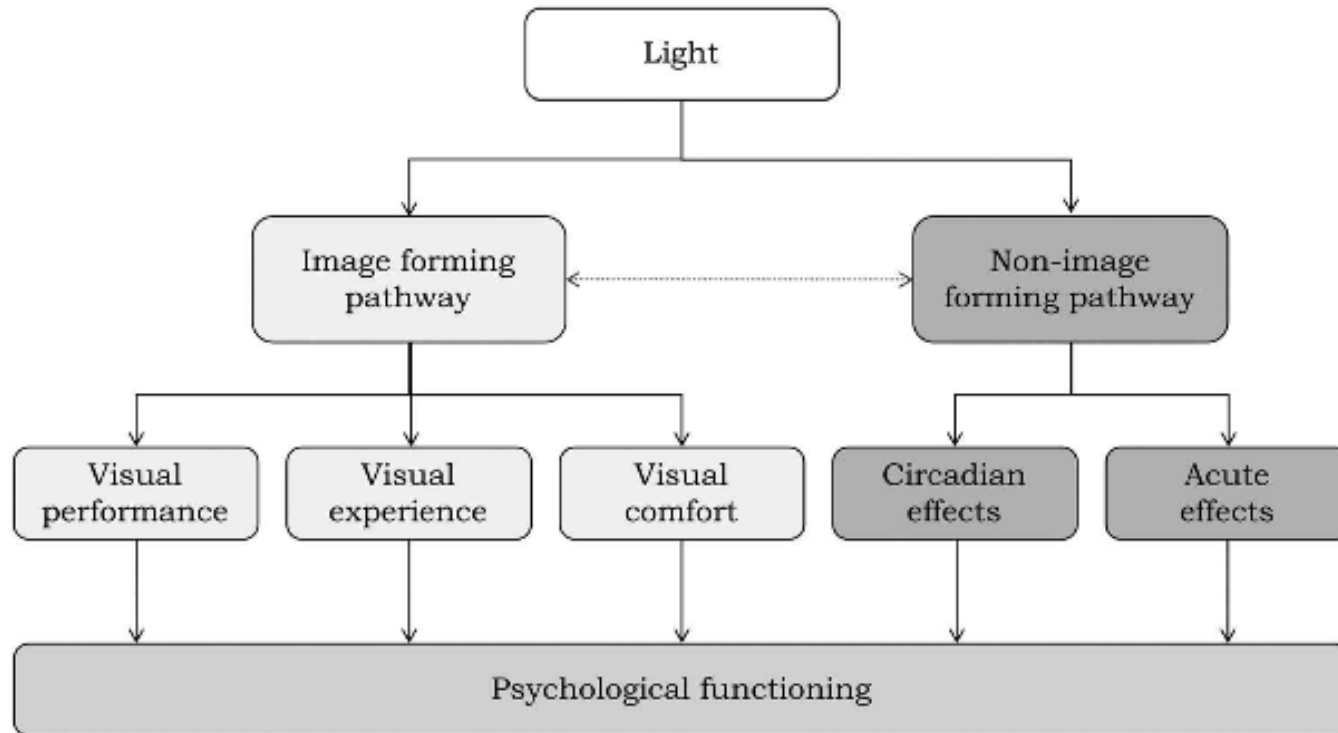 Light
Image forming
pathway
Non-image
forming pathway
Visual
performance
Visual
experience
Visual
comfort
Circadian
effects
Acute
effects
Psychological functioning